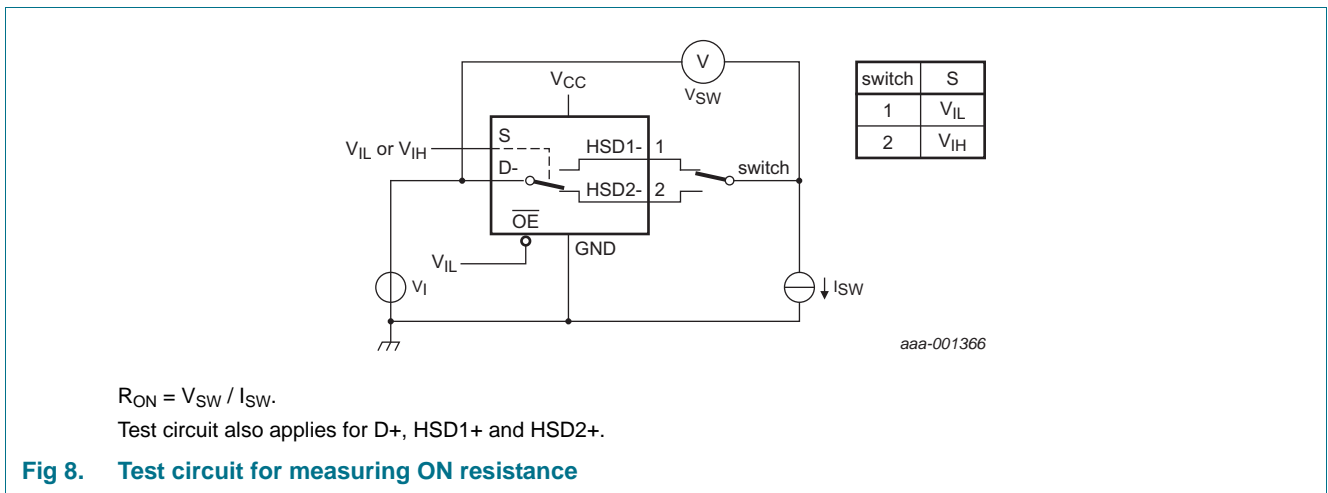 V
VSW
VCC
switch S
1 VIL
2 VIH
VIL or VIH
S
HSD1- 1
switch
D-
HSD2- 2
OE
GND
VIL
VI
ISW
aaa-001366
RON = VSW / ISW.
Test circuit also applies for D+, HSD1+ and HSD2+.
Fig 8. Test circuit for measuring ON resistance